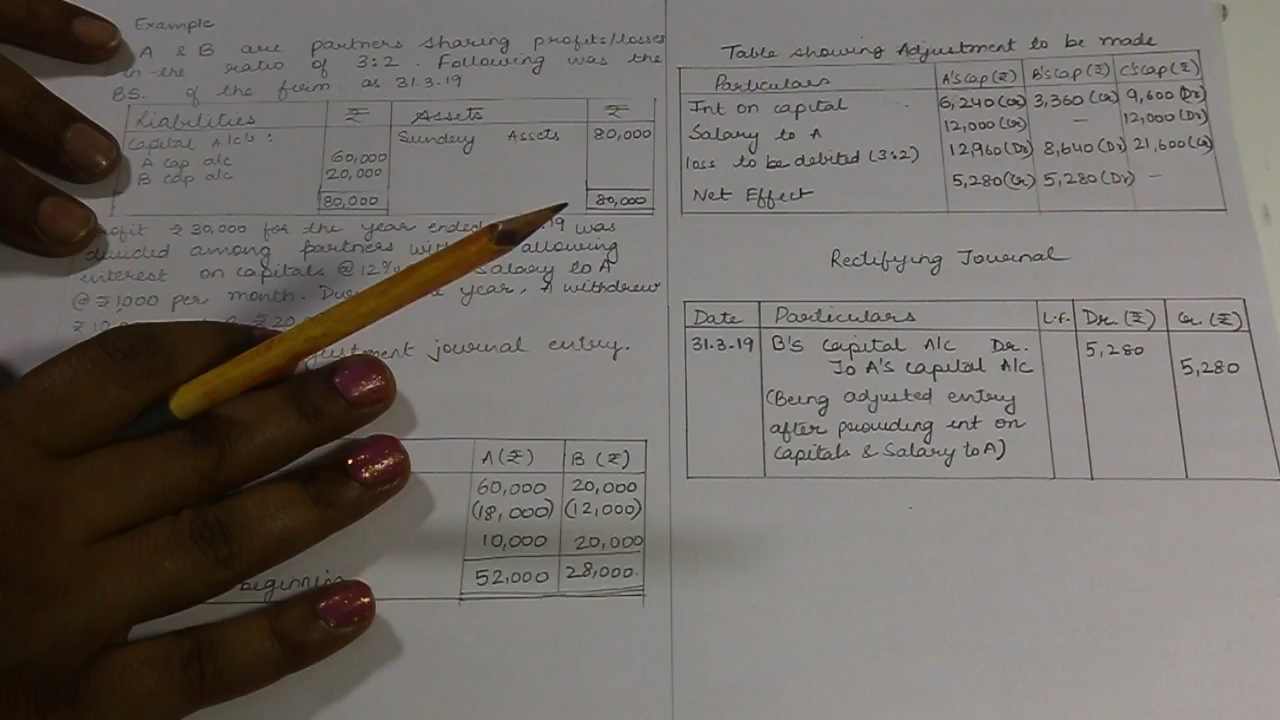 Example
A & B are partners sharing profits/losses
in the ratio of 3:2. Following was the
BS. of the firm as 31.3.19
Liabilities ₹ Assets ₹
Capital A/c's: Sundry Assets 80,000
A cap a/c 60,000
B cap a/c 20,000
80,000 80,000
profit ₹ 30,000 for the year ended 19 was
divided among partners allowing
interest on capitals @ 12% Salary to A
@ ₹1,000 per month. year, A withdrew
journal entry.
A (₹) B (₹)
60,000 20,000
(18,000) (12,000)
10,000 20,000
beginning 52,000 28,000
Table showing Adjustment to be made
Particulars A's Cap (₹) B's Cap (₹) C's Cap (₹)
Int on capital 6,240 (Cr) 3,360 (Cr) 9,600 (Dr)
Salary to A 12,000 (Cr) — 12,000 (Dr)
loss to be debited (3:2) 12,960 (Dr) 8,640 (Dr) 21,600 (Cr)
Net Effect 5,280 (Cr) 5,280 (Dr) —
Rectifying Journal
Date Particulars L.F. Dr. (₹) Cr. (₹)
31.3.19 B's Capital A/c Dr. 5,280
To A's capital A/c 5,280
(Being adjusted entry
after providing int on
capitals & Salary to A)